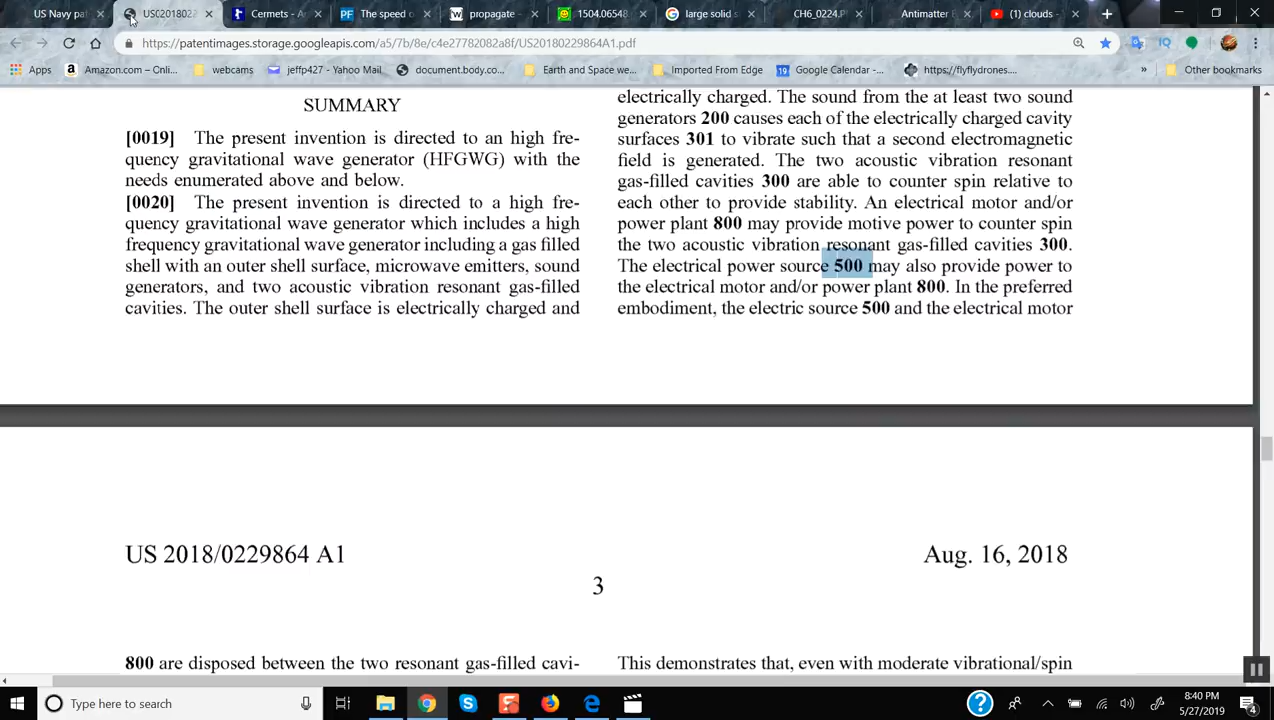 US Navy pat
US2018022
Cermets - A
The speed o
propagate -
1504.06548
large solid s
CH6_0224.P
Antimatter E
(1) clouds -
https://patentimages.storage.googleapis.com/a5/7b/8e/c4e27782082a8f/US20180229864A1.pdf
Apps
Amazon.com – Onli...
webcams
jeffp427 - Yahoo Mail
document.body.co...
Earth and Space we...
Imported From Edge
Google Calendar -...
https://flyflydrones....
»
Other bookmarks
SUMMARY
[0019] The present invention is directed to an high fre-
quency gravitational wave generator (HFGWG) with the
needs enumerated above and below.
[0020] The present invention is directed to a high fre-
quency gravitational wave generator which includes a high
frequency gravitational wave generator including a gas filled
shell with an outer shell surface, microwave emitters, sound
generators, and two acoustic vibration resonant gas-filled
cavities. The outer shell surface is electrically charged and
electrically charged. The sound from the at least two sound
generators 200 causes each of the electrically charged cavity
surfaces 301 to vibrate such that a second electromagnetic
field is generated. The two acoustic vibration resonant
gas-filled cavities 300 are able to counter spin relative to
each other to provide stability. An electrical motor and/or
power plant 800 may provide motive power to counter spin
the two acoustic vibration resonant gas-filled cavities 300.
The electrical power source 500 may also provide power to
the electrical motor and/or power plant 800. In the preferred
embodiment, the electric source 500 and the electrical motor
US 2018/0229864 A1
Aug. 16, 2018
3
800 are disposed between the two resonant gas-filled cavi-
This demonstrates that, even with moderate vibrational/spin
Type here to search
8:40 PM
5/27/2019
4